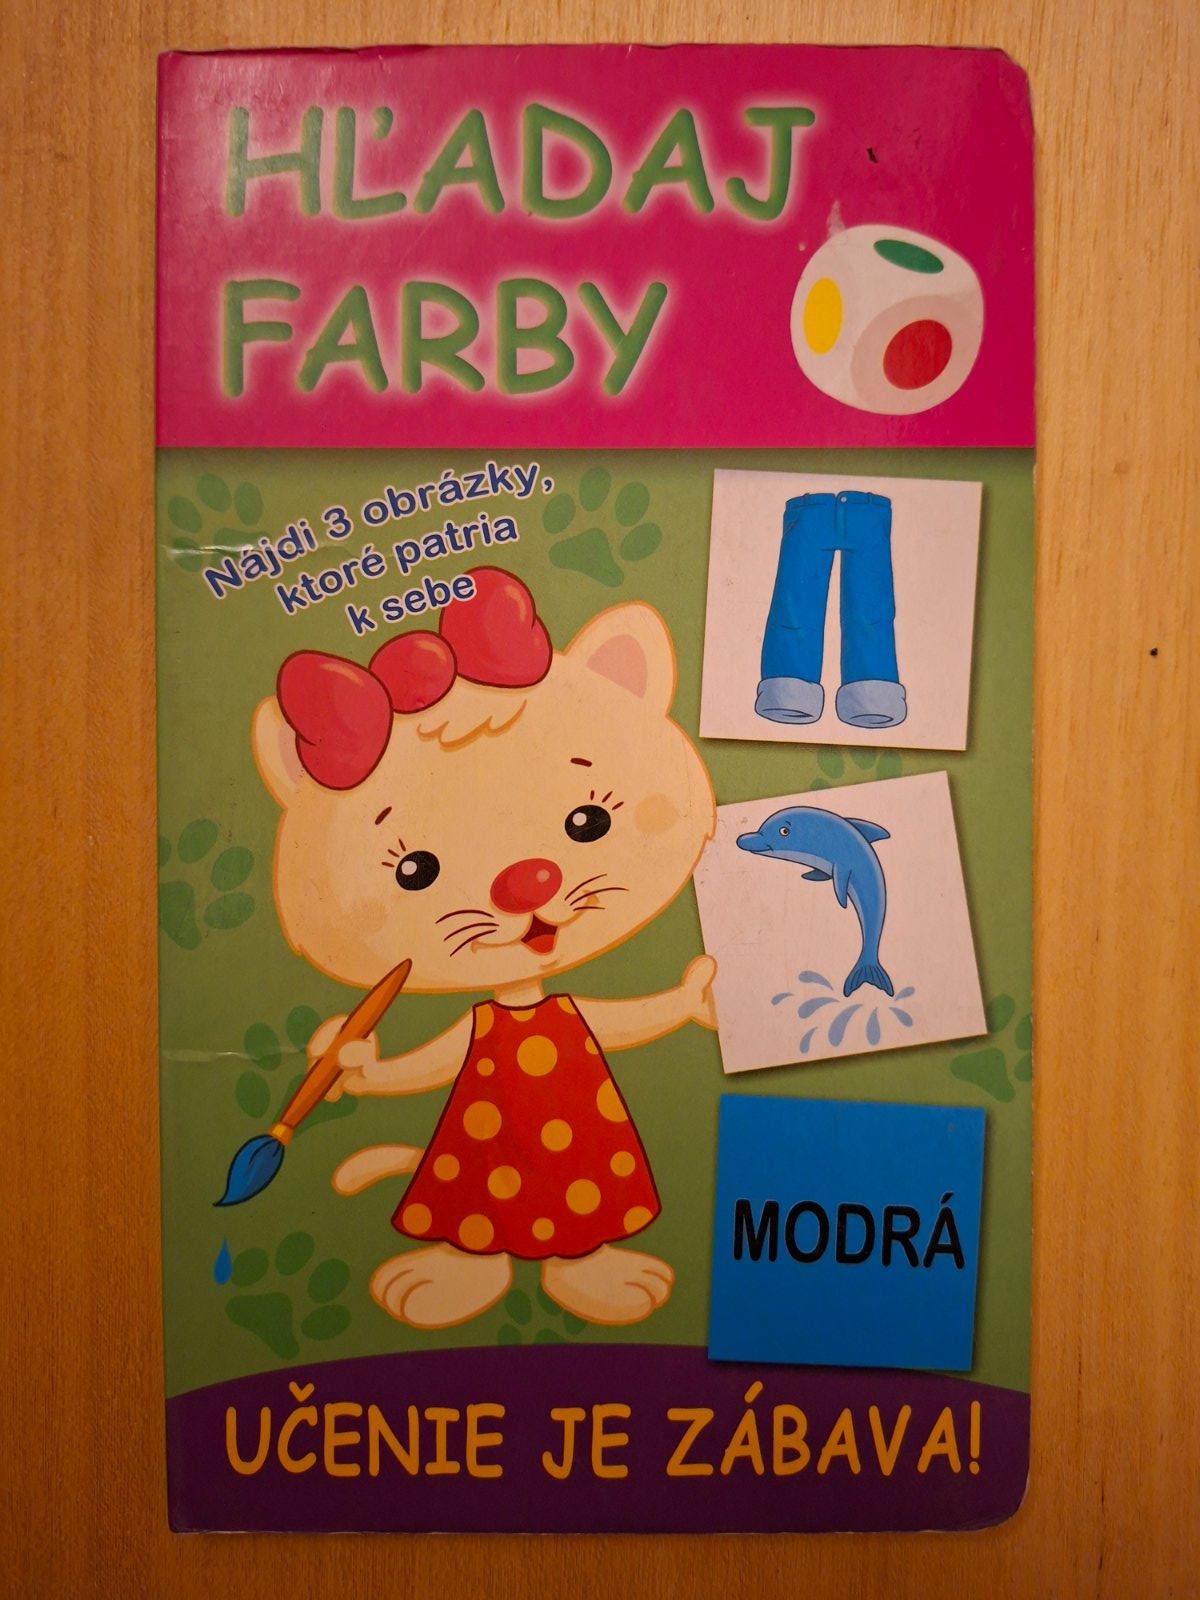 HĽADAJ
FARBY
Nájdi 3 obrázky,
ktoré patria
k sebe
MODRÁ
UČENIE JE ZÁBAVA!